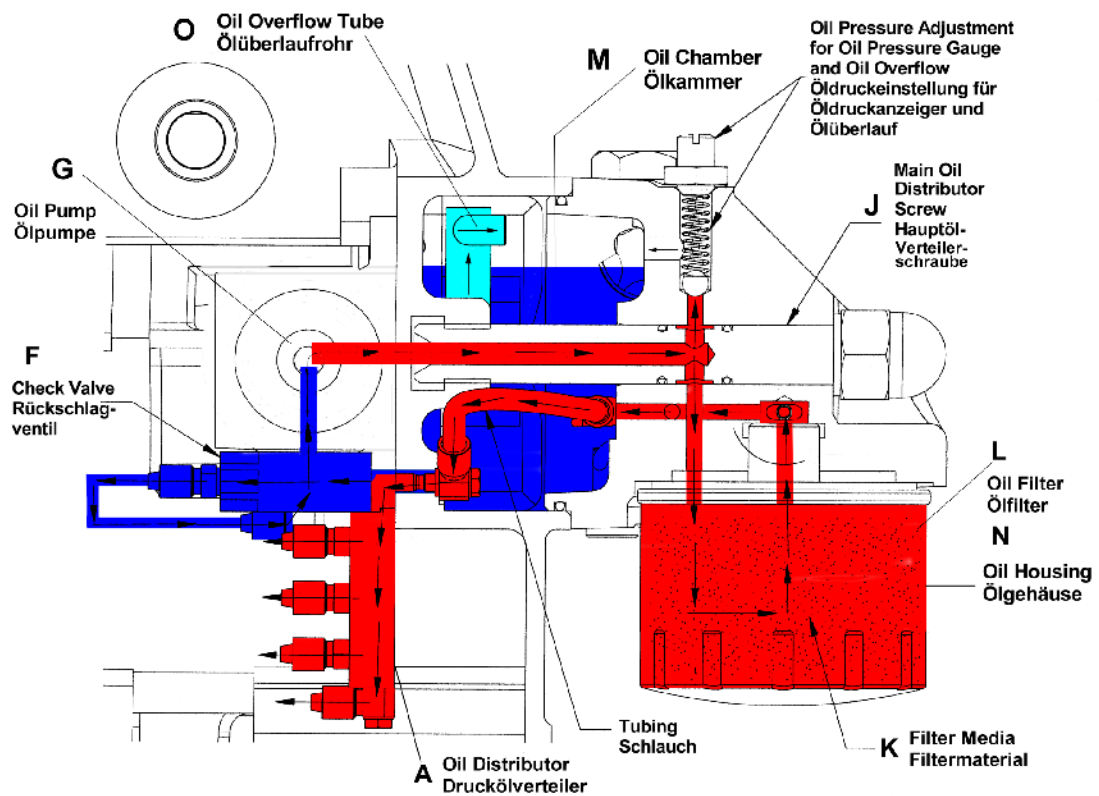 O
Oil Overflow Tube
Ölüberlaufrohr
M
Oil Chamber
Ölkammer
Oil Pressure Adjustment
for Oil Pressure Gauge
and Oil Overflow
Öldruckeinstellung für
Öldruckanzeiger und
Ölüberlauf
G
Oil Pump
Ölpumpe
J
Main Oil
Distributor
Screw
Hauptöl-
Verteiler-
schraube
F
Check Valve
Rückschlag-
ventil
L
Oil Filter
Ölfilter
N
Oil Housing
Ölgehäuse
Tubing
Schlauch
A
Oil Distributor
Druckölverteiler
K
Filter Media
Filtermaterial